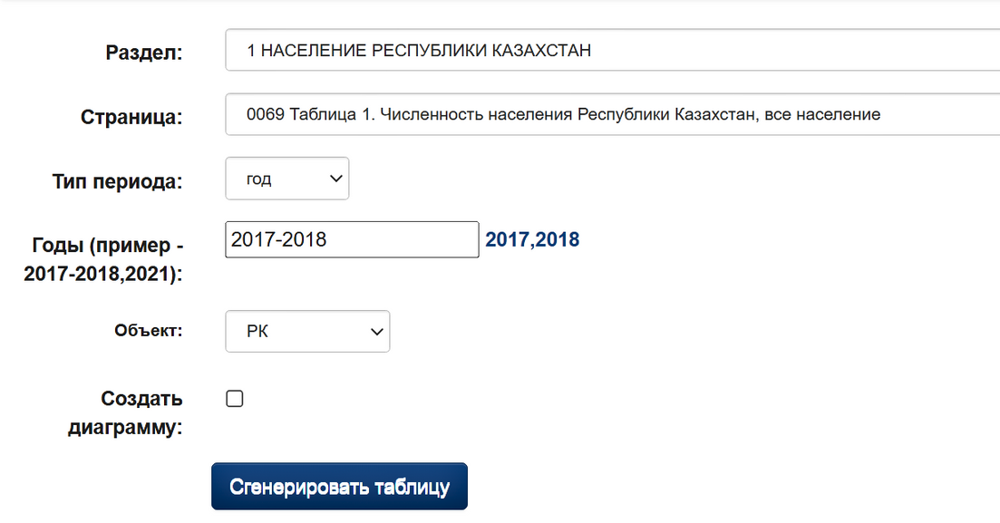 Раздел: 1 НАСЕЛЕНИЕ РЕСПУБЛИКИ КАЗАХСТАН
Страница: 0069 Таблица 1. Численность населения Республики Казахстан, все население
Тип периода: год
Годы (пример - 2017-2018 2017,2018
2017-2018,2021):
Объект: РК
Создать
диаграмму:
Сгенерировать таблицу